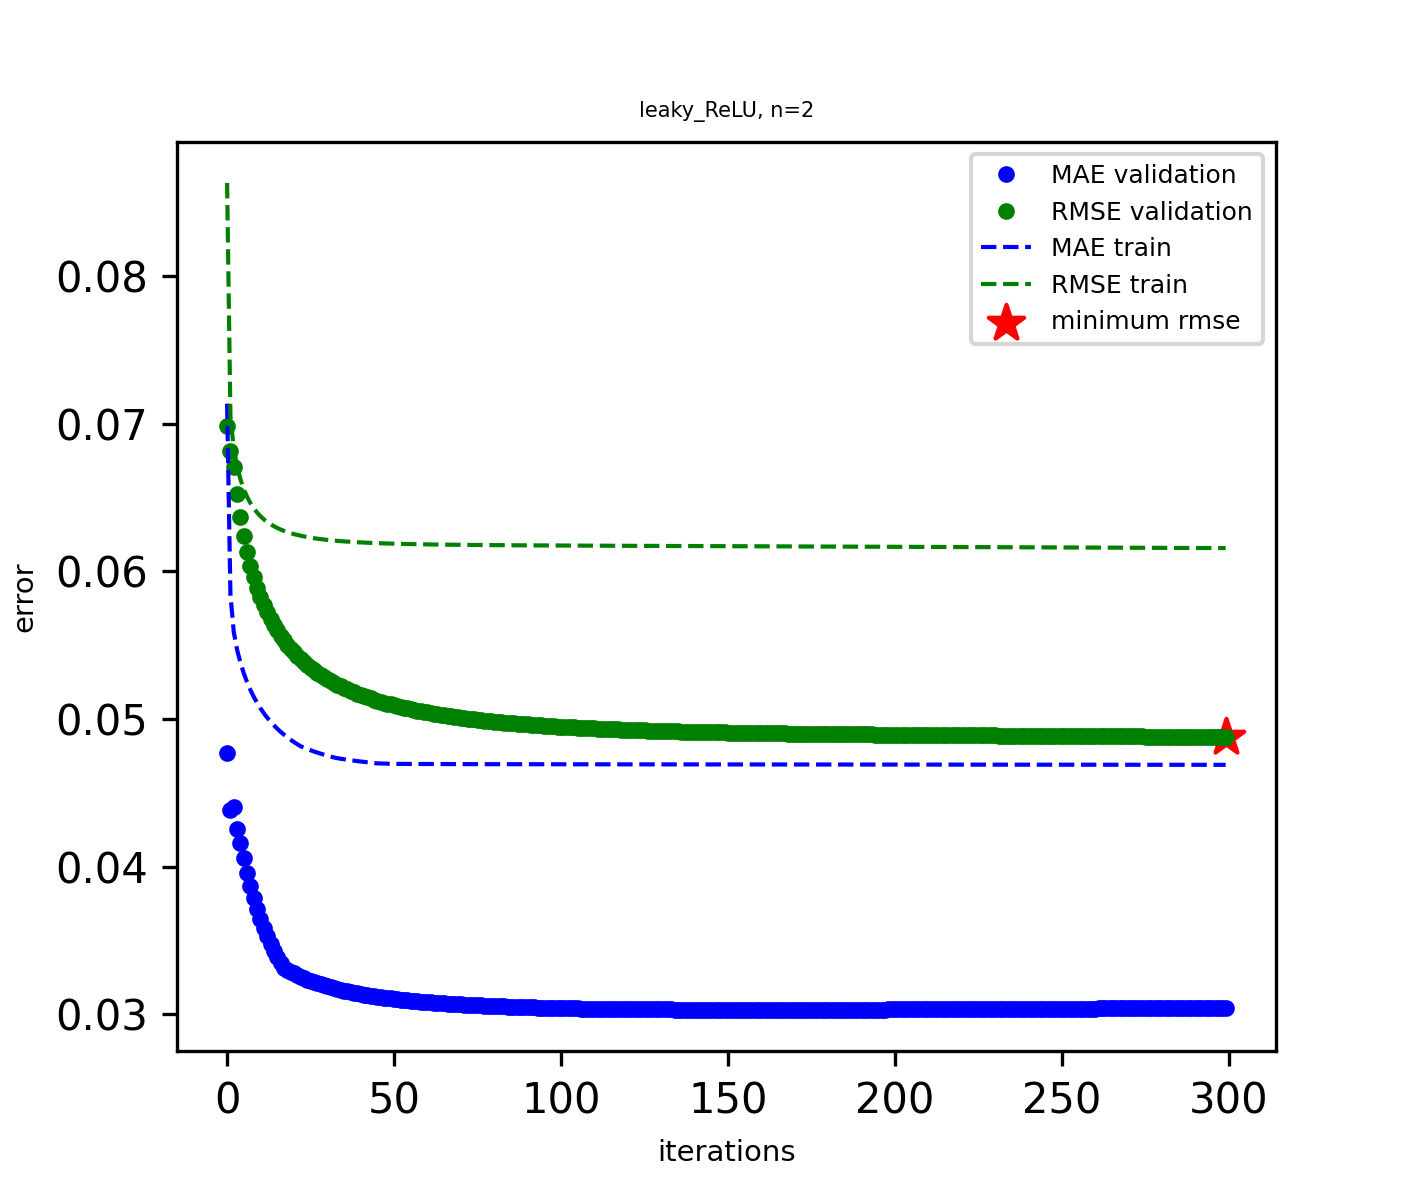 leaky_ReLU, n=2
MAE validation
RMSE validation
MAE train
RMSE train
minimum rmse
0.08
0.07
0.06
0.05
0.04
0.03
error
0 50 100 150 200 250 300
iterations